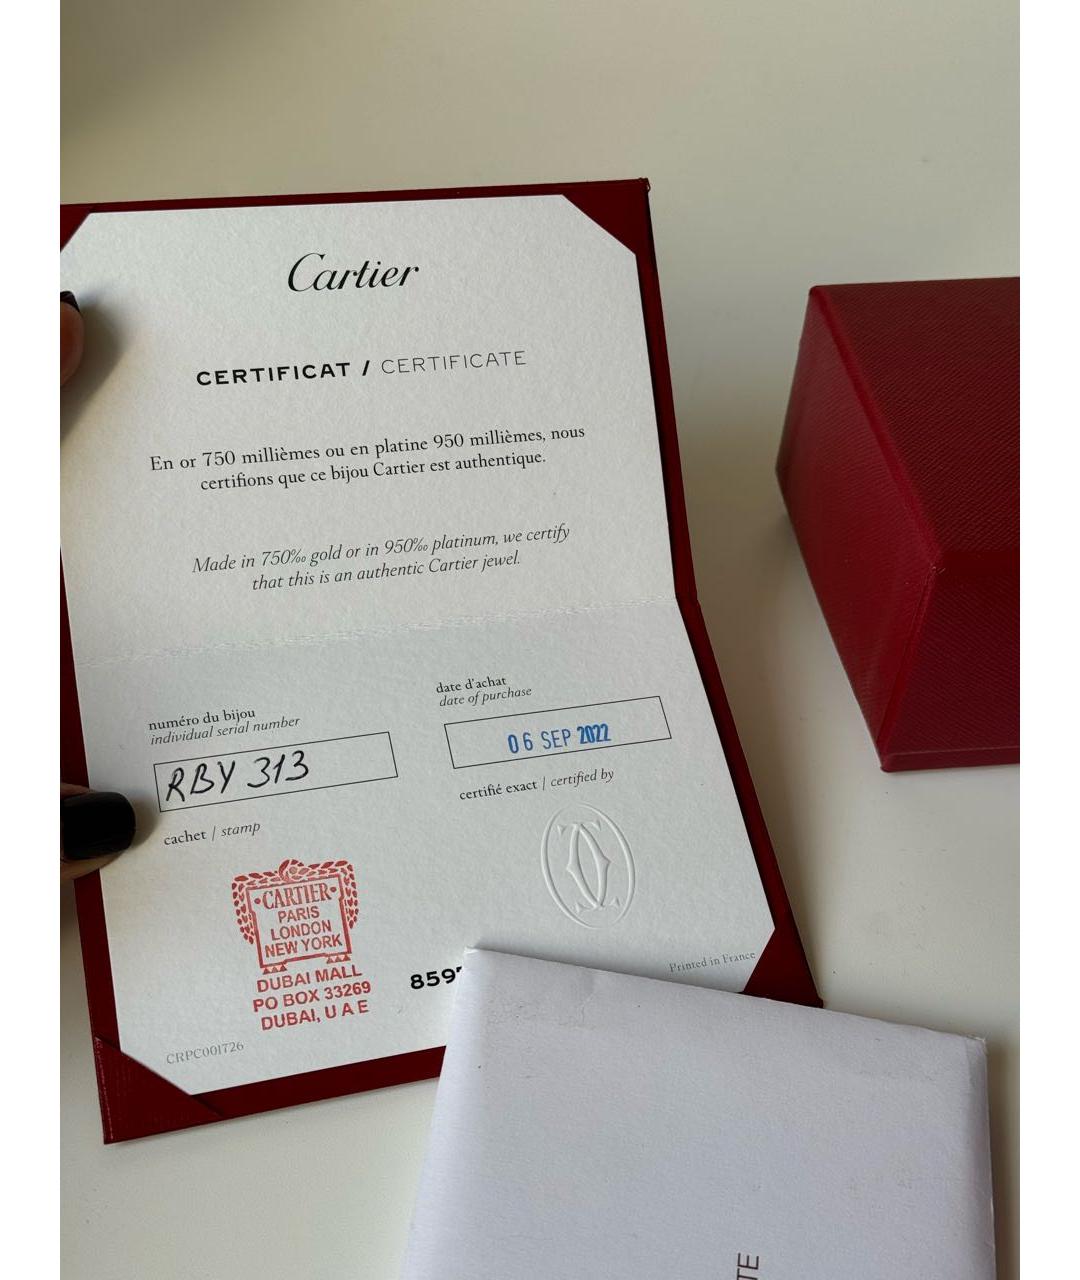 Cartier
CERTIFICAT / CERTIFICATE
En or 750 millièmes ou en platine 950 millièmes, nous
certifions que ce bijou Cartier est authentique.
Made in 750‰ gold or in 950‰ platinum, we certify
that this is an authentic Cartier jewel.
numéro du bijou
individual serial number
RBY 313
date d'achat
date of purchase
06 SEP 2022
cachet / stamp
certifié exact / certified by
CARTIER
PARIS
LONDON
NEW YORK
DUBAI MALL
PO BOX 33269
DUBAI, U A E
859
Printed in France
CRPC001726
TE